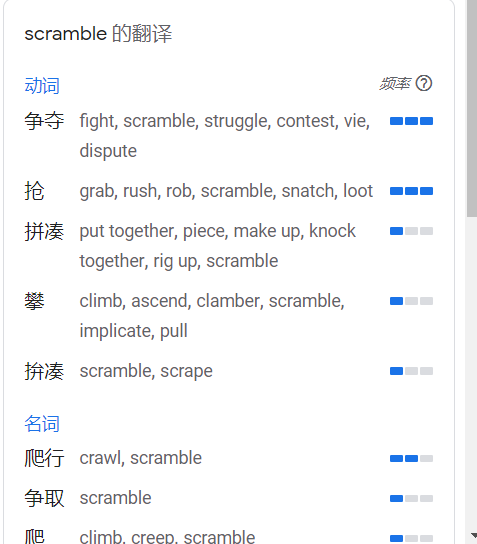 scramble 的翻译
动词 频率
争夺 fight, scramble, struggle, contest, vie,
dispute
抢 grab, rush, rob, scramble, snatch, loot
拼凑 put together, piece, make up, knock
together, rig up, scramble
攀 climb, ascend, clamber, scramble,
implicate, pull
拚凑 scramble, scrape
名词
爬行 crawl, scramble
争取 scramble
爬 climb, creep, scramble